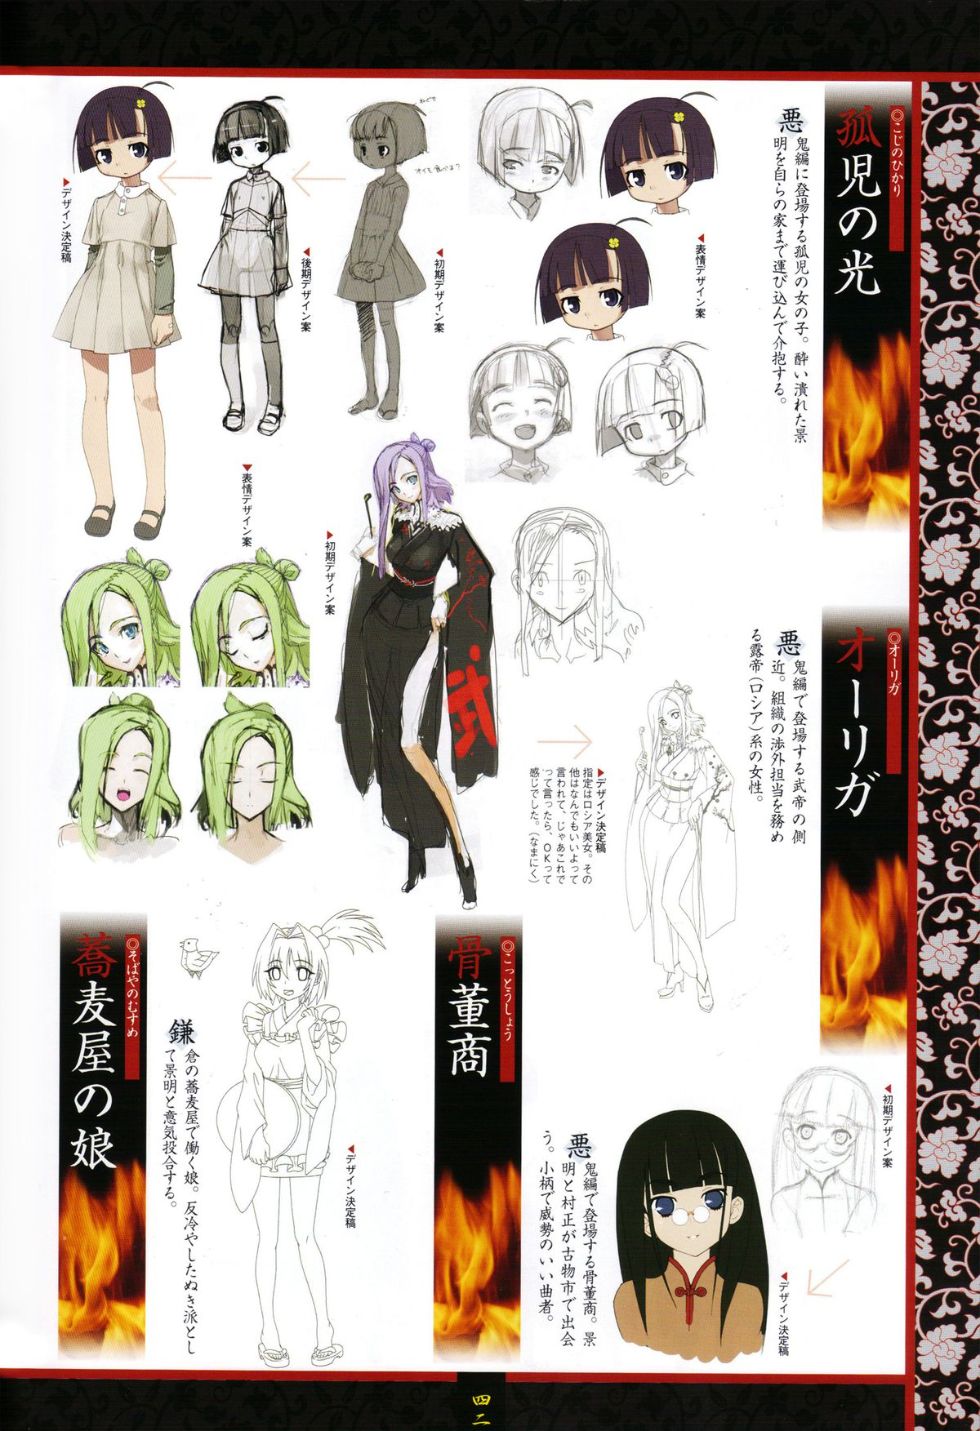 ◎こじのひかり
孤児の光
悪鬼編に登場する孤児の女の子。酔い潰れた景
明を自らの家まで運び込んで介抱する。
▼表情デザイン案
▼初期デザイン案
▼後期デザイン案
▼デザイン決定稿
◎オーリガ
オーリガ
悪鬼編で登場する武帝の側
近。組織の渉外担当を務め
る露帝(ロシア)系の女性。
▼デザイン決定稿
指定はロシア美女。その
他はなんでもいいよって
言われて、じゃあこれで
って言ったら、OKって
感じでした。(なまにく)
▼初期デザイン案
武
▼表情デザイン案
◎こっとうしょう
骨董商
悪鬼編で登場する骨董商。景
明と村正が古物市で出会
う。小柄で威勢のいい曲者。
▼初期デザイン案
▼デザイン決定稿
◎そばやのむすめ
蕎麦屋の娘
鎌倉の蕎麦屋で働く娘。反冷やしたぬき派とし
て景明と意気投合する。
▼デザイン決定稿
四二